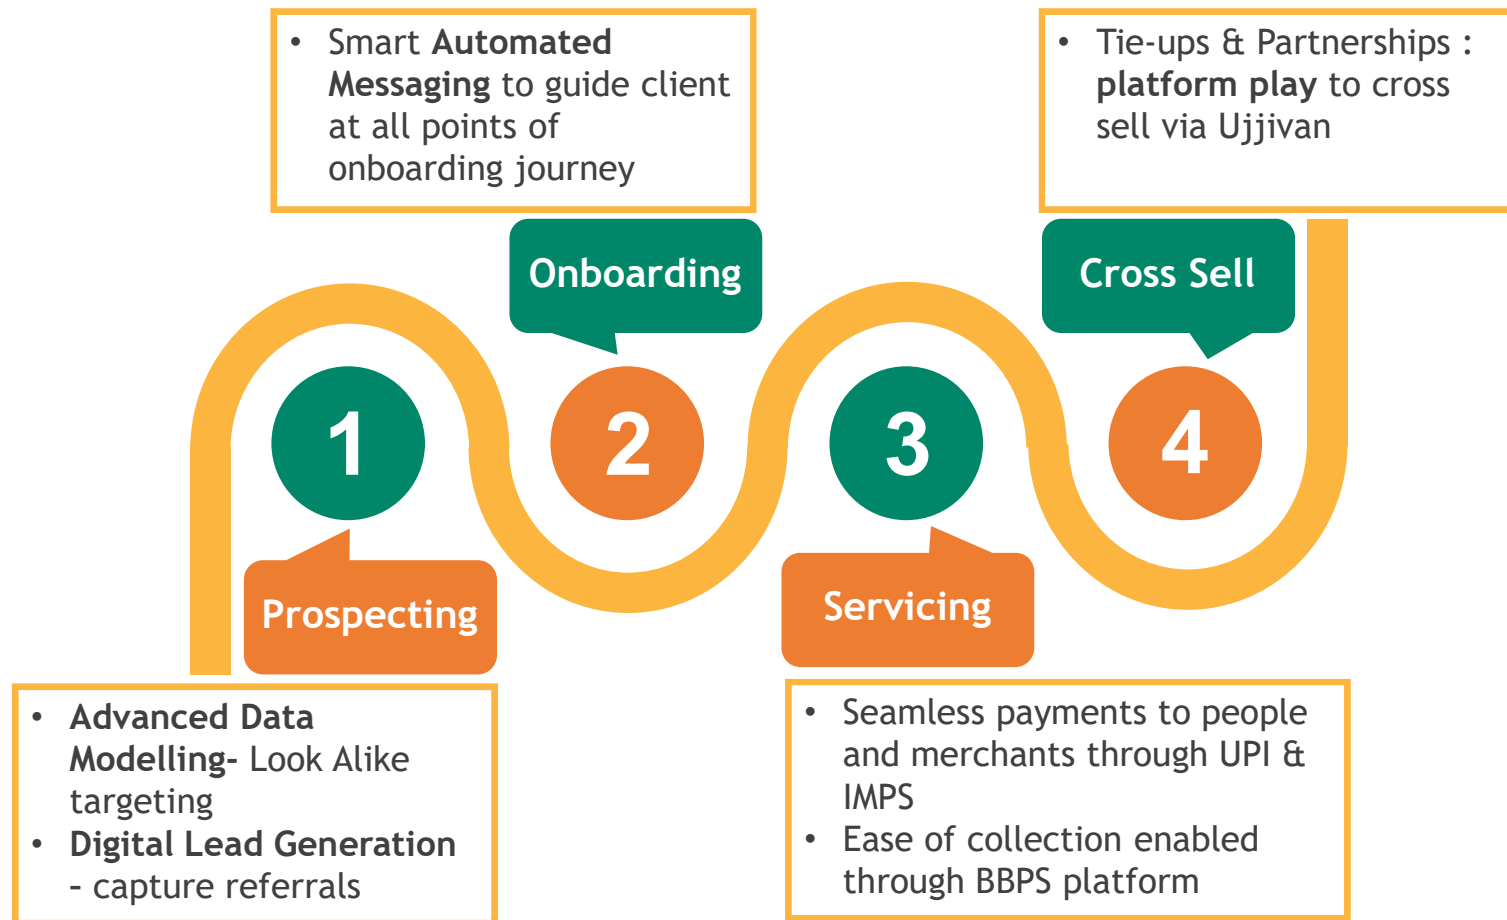 • Smart Automated
Messaging to guide client
at all points of
onboarding journey
• Tie-ups & Partnerships :
platform play to cross
sell via Ujjivan
Onboarding
Cross Sell
1
2
3
4
Prospecting
Servicing
• Advanced Data
Modelling- Look Alike
targeting
• Digital Lead Generation
– capture referrals
• Seamless payments to people
and merchants through UPI &
IMPS
• Ease of collection enabled
through BBPS platform